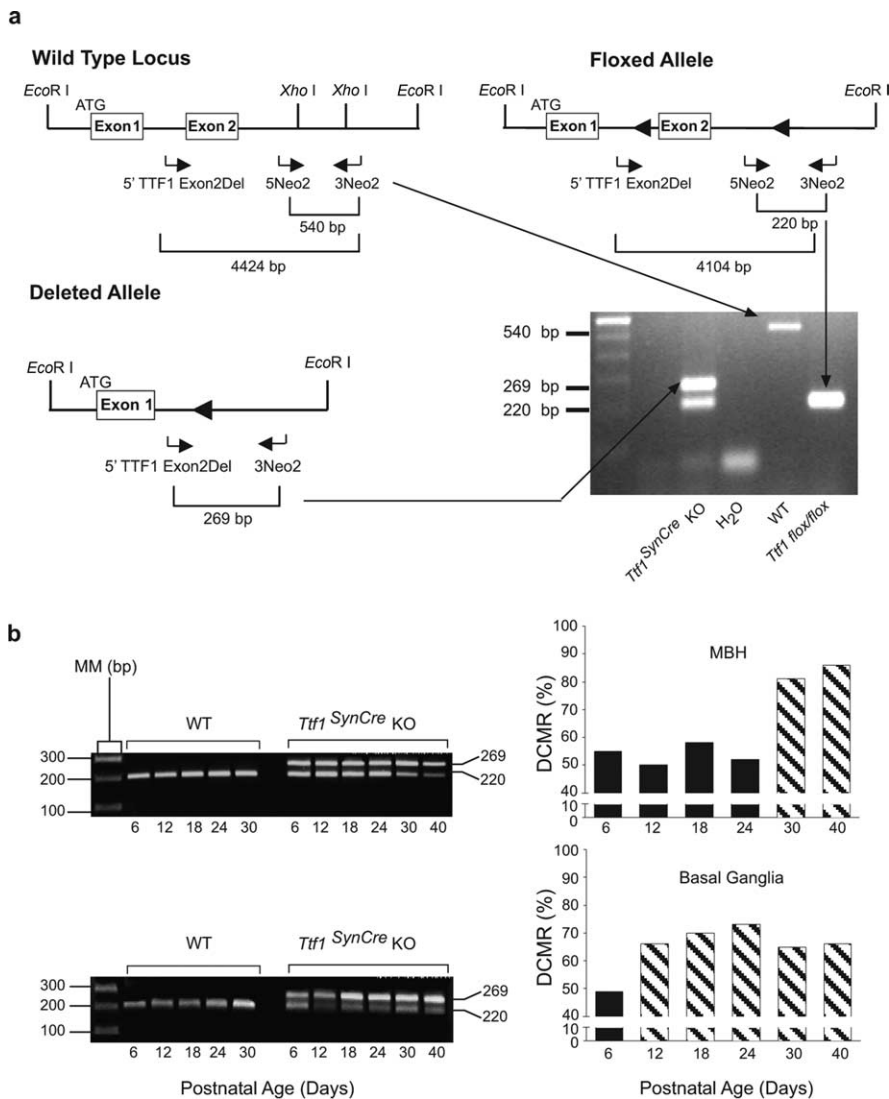 a
Wild Type Locus
EcoR I
ATG
Exon 1
Exon 2
Xho I
Xho I
EcoR I
5' TTF1 Exon2Del
5Neo2
3Neo2
540 bp
4424 bp
Floxed Allele
EcoR I
ATG
Exon 1
Exon 2
EcoR I
5' TTF1 Exon2Del
5Neo2
3Neo2
220 bp
4104 bp
Deleted Allele
EcoR I
ATG
Exon 1
EcoR I
5' TTF1 Exon2Del
3Neo2
269 bp
540 bp
269 bp
220 bp
Ttf1 SynCre KO
H2O
WT
Ttf1 flox/flox
b
MM (bp)
WT
Ttf1 SynCre KO
300
200
100
269
220
6 12 18 24 30
6 12 18 24 30 40
MBH
DCMR (%)
100
90
80
70
60
50
40
10
0
6 12 18 24 30 40
WT
Ttf1 SynCre KO
300
200
100
269
220
6 12 18 24 30
6 12 18 24 30 40
Postnatal Age (Days)
Basal Ganglia
DCMR (%)
100
90
80
70
60
50
40
10
0
6 12 18 24 30 40
Postnatal Age (Days)